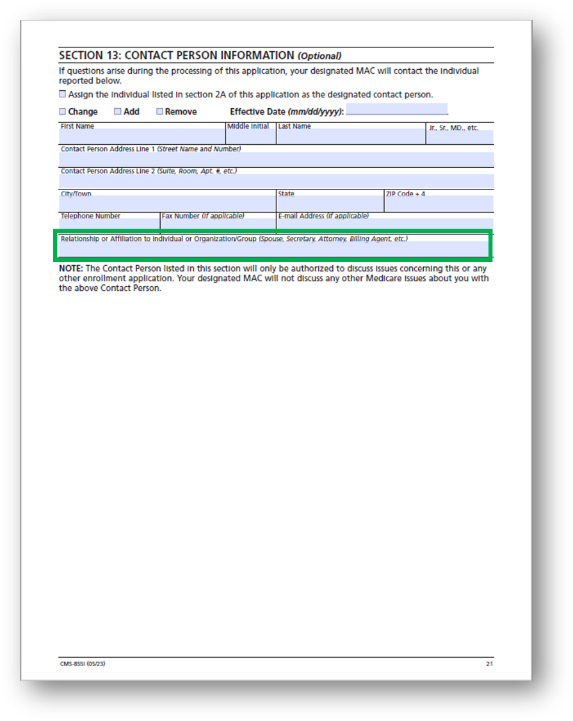 SECTION 13: CONTACT PERSON INFORMATION (Optional)
If questions arise during the processing of this application, your designated MAC will contact the individual
reported below.
Assign the individual listed in section 2A of this application as the designated contact person.
Change Add Remove Effective Date (mm/dd/yyyy):
First Name Middle Initial Last Name Jr., Sr., MD., etc.
Contact Person Address Line 1 (Street Name and Number)
Contact Person Address Line 2 (Suite, Room, Apt. #, etc.)
City/Town State ZIP Code + 4
Telephone Number Fax Number (if applicable) E-mail Address (if applicable)
Relationship or Affiliation to Individual or Organization/Group (Spouse, Secretary, Attorney, Billing Agent, etc.)
NOTE: The Contact Person listed in this section will only be authorized to discuss issues concerning this or any
other enrollment application. Your designated MAC will not discuss any other Medicare issues about you with
the above Contact Person.
CMS-855I (05/23) 21